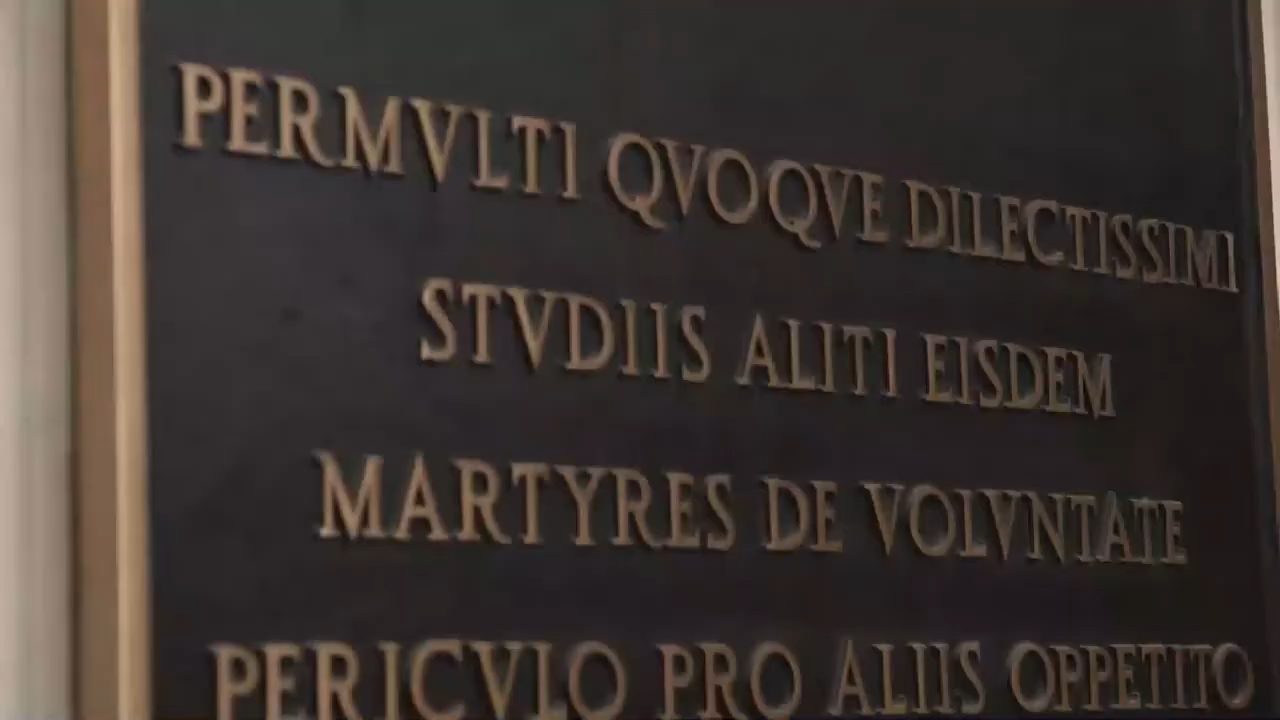 PERMVLTI QVOQVE DILECTISSIMI
STVDIIS ALITI EISDEM
MARTYRES DE VOLVNTATE
PERICVLO PRO ALIIS OPPETITO